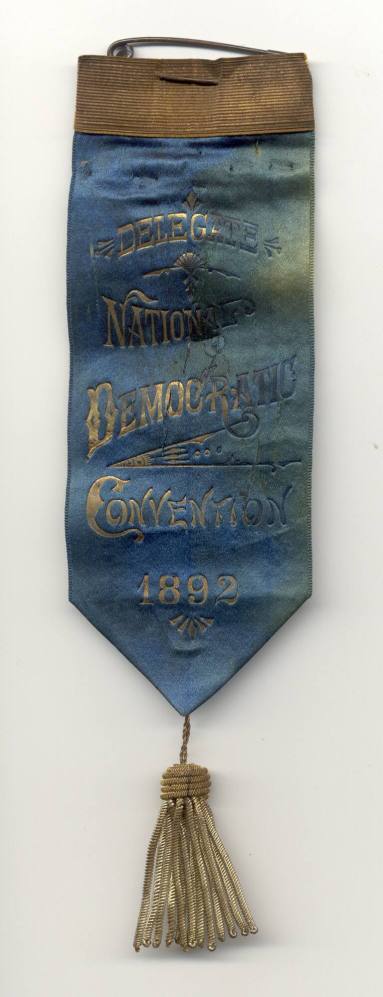 DELEGATE
NATIONAL
DEMOCRATIC
CONVENTION
1892